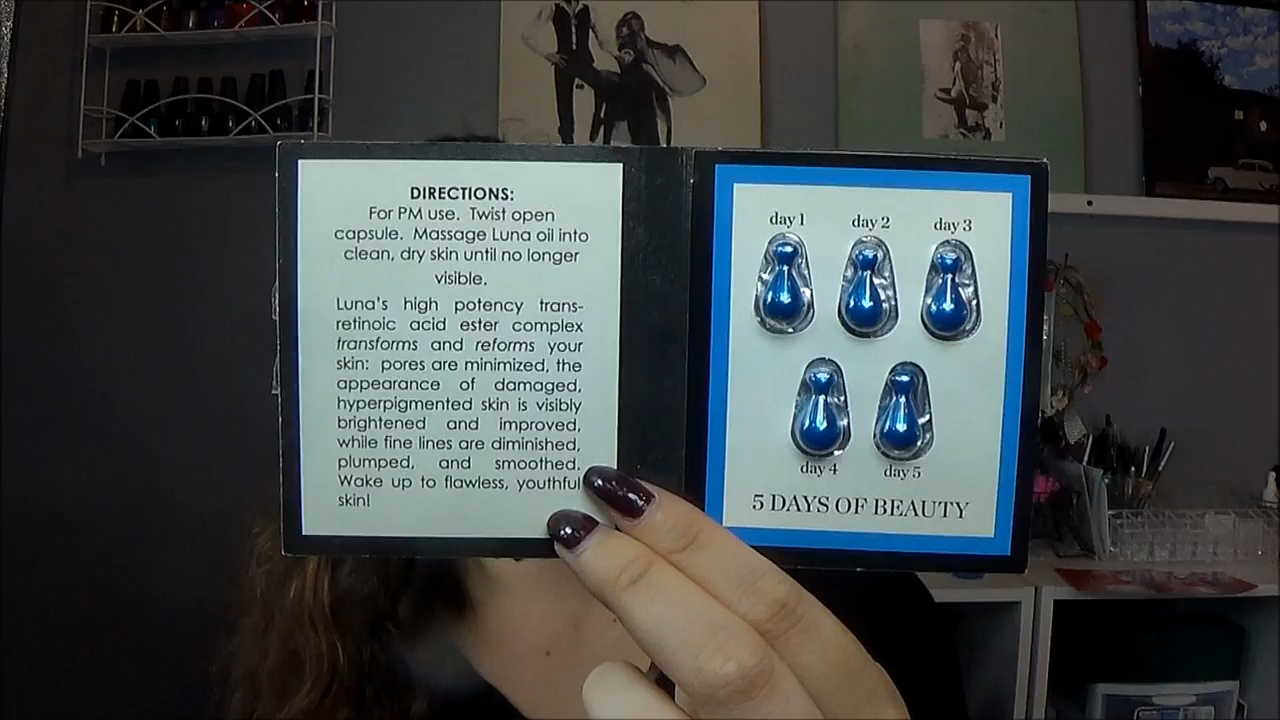 DIRECTIONS:
For PM use. Twist open
capsule. Massage Luna oil into
clean, dry skin until no longer
visible.
Luna's high potency trans-
retinoic acid ester complex
transforms and reforms your
skin: pores are minimized, the
appearance of damaged,
hyperpigmented skin is visibly
brightened and improved,
while fine lines are diminished,
plumped, and smoothed.
Wake up to flawless, youthful
skin!
day 1
day 2
day 3
day 4
day 5
5 DAYS OF BEAUTY